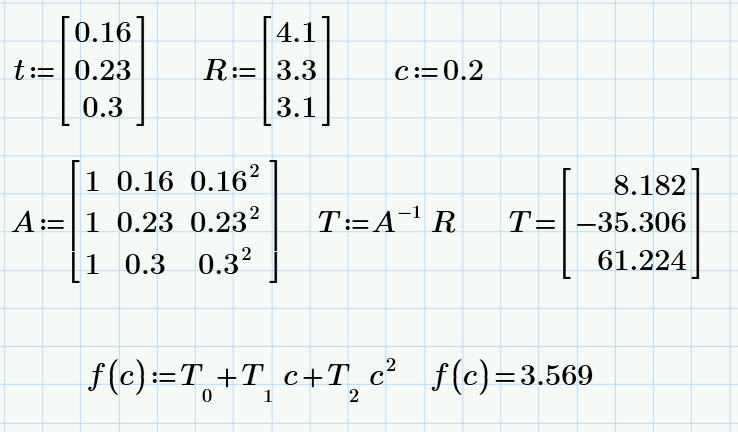 t:=[0.16 0.23 0.3] R:=[4.1 3.3 3.1] c:=0.2
A:=[1 0.16 0.16² 1 0.23 0.23² 1 0.3 0.3²] T:=A⁻¹ R T=[8.182 −35.306 61.224]
f(c):=T₀+T₁ c+T₂ c² f(c)=3.569